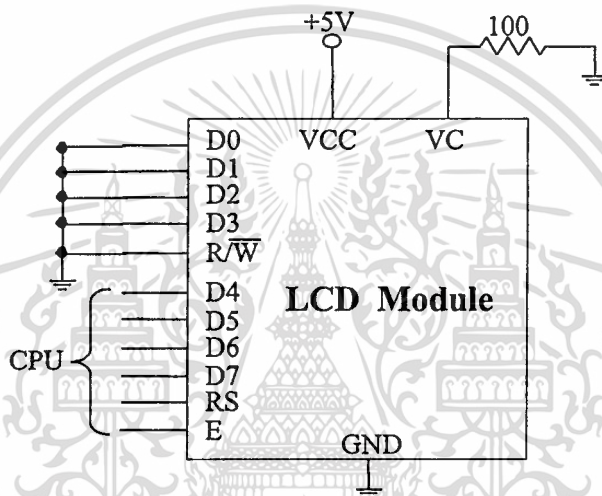 +5V
100
D0 VCC VC
D1
D2
D3
R/W̅
D4 LCD Module
D5
CPU D6
D7
RS
E
GND